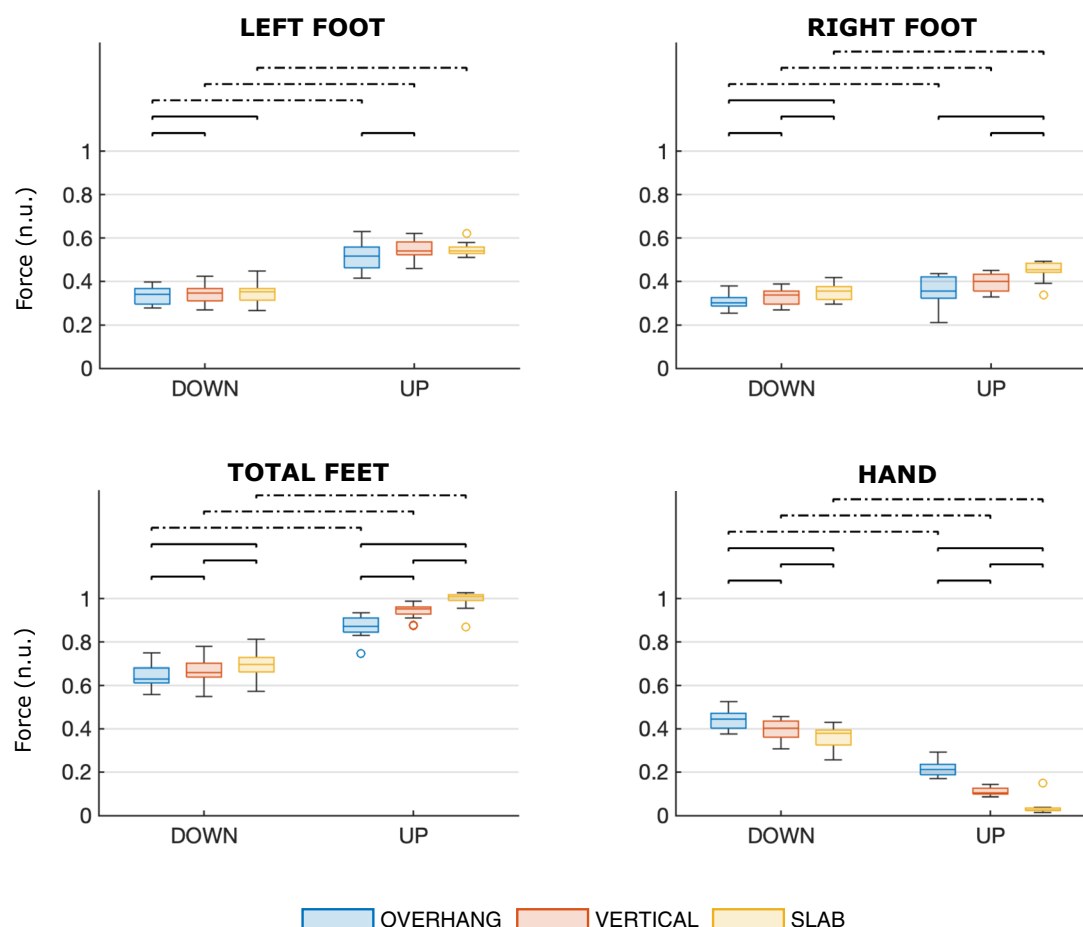 LEFT FOOT
Force (n.u.)
1
0.8
0.6
0.4
0.2
0
DOWN UP
RIGHT FOOT
1
0.8
0.6
0.4
0.2
0
DOWN UP
TOTAL FEET
Force (n.u.)
1
0.8
0.6
0.4
0.2
0
DOWN UP
HAND
1
0.8
0.6
0.4
0.2
0
DOWN UP
OVERHANG VERTICAL SLAB